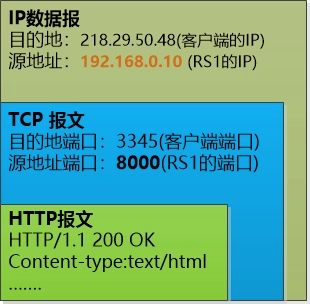 IP数据报
目的地：218.29.50.48(客户端的IP)
源地址：192.168.0.10 (RS1的IP)
TCP 报文
目的地端口：3345(客户端端口)
源地址端口：8000(RS1的端口)
HTTP报文
HTTP/1.1 200 OK
Content-type:text/html
.......